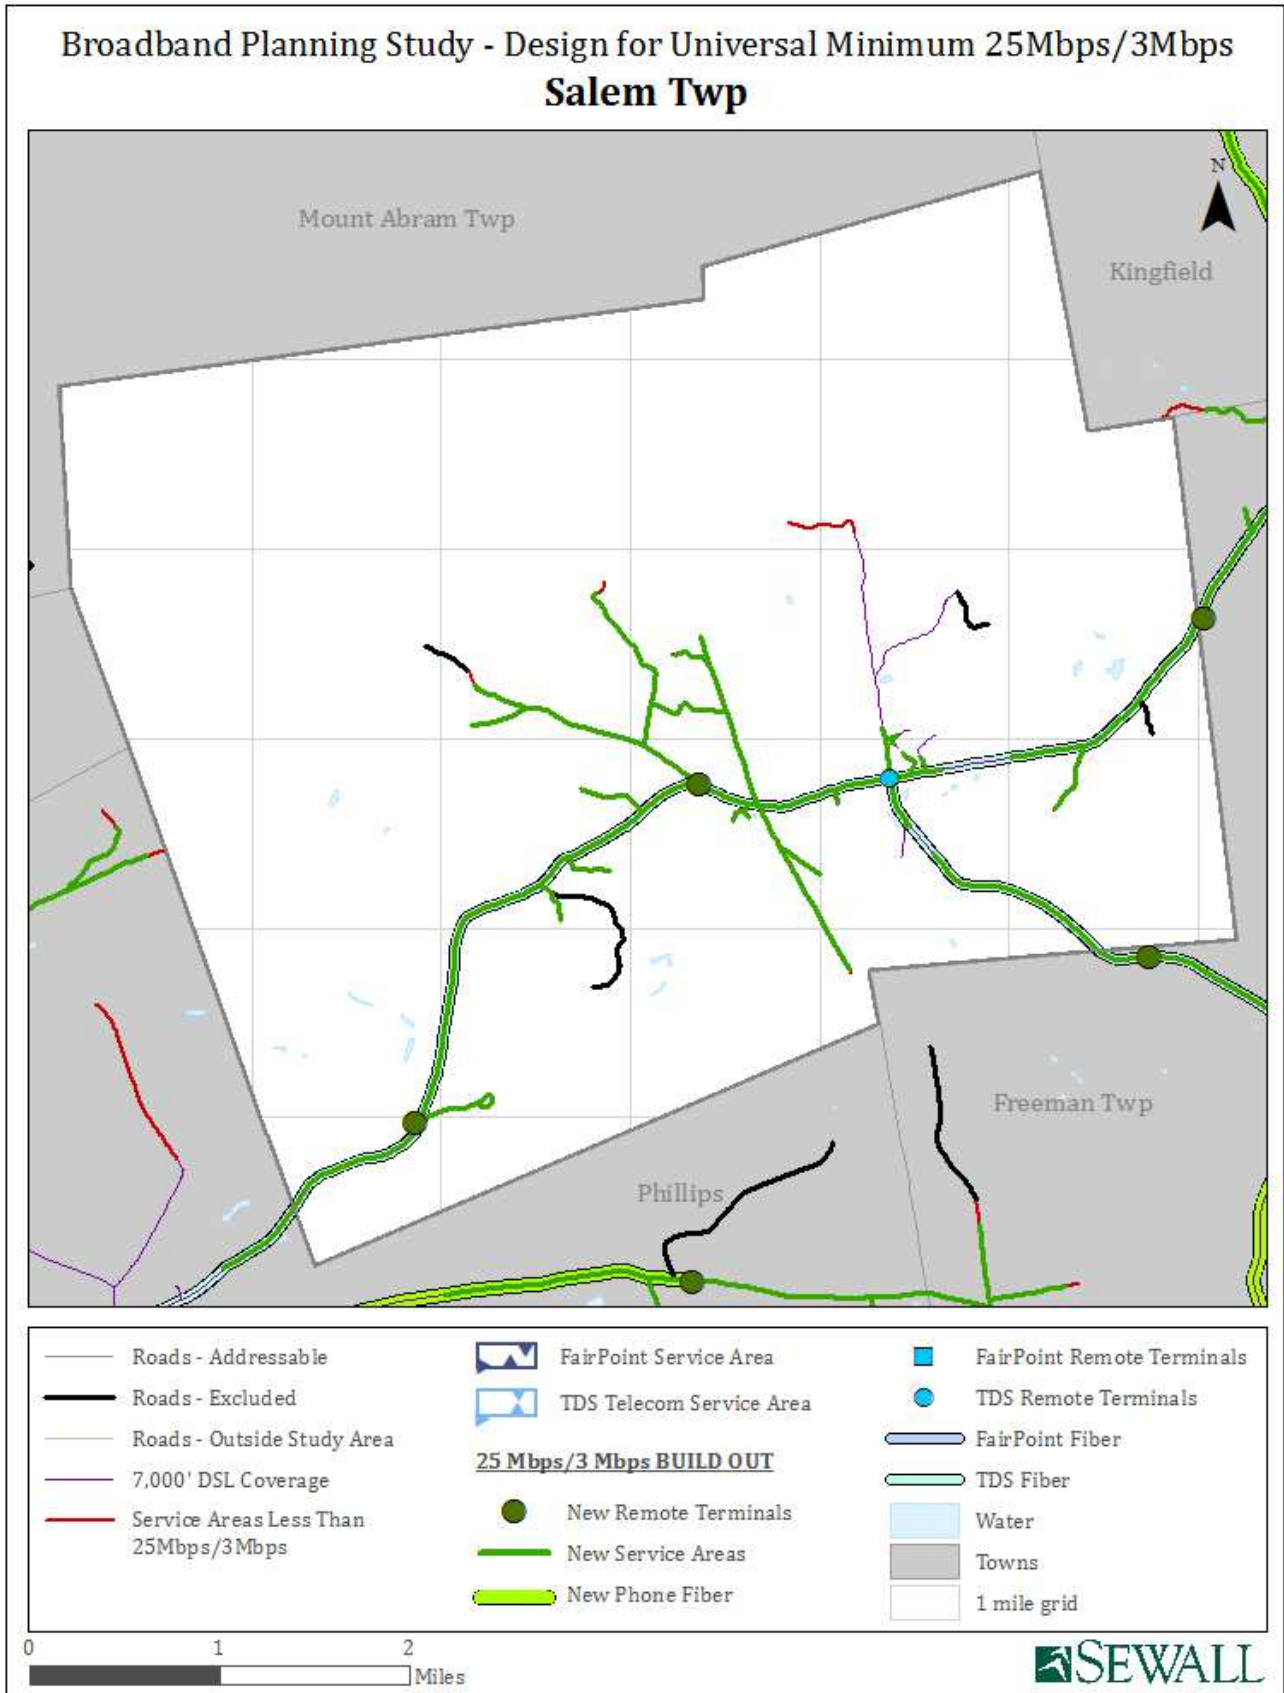 Broadband Planning Study - Design for Universal Minimum 25Mbps/3Mbps
Salem Twp
Mount Abram Twp
N
Kingfield
Freeman Twp
Phillips
Roads - Addressable
Roads - Excluded
Roads - Outside Study Area
7,000' DSL Coverage
Service Areas Less Than
25Mbps/3Mbps
FairPoint Service Area
TDS Telecom Service Area
25 Mbps/3 Mbps BUILD OUT
New Remote Terminals
New Service Areas
New Phone Fiber
FairPoint Remote Terminals
TDS Remote Terminals
FairPoint Fiber
TDS Fiber
Water
Towns
1 mile grid
0 1 2
Miles
SEWALL